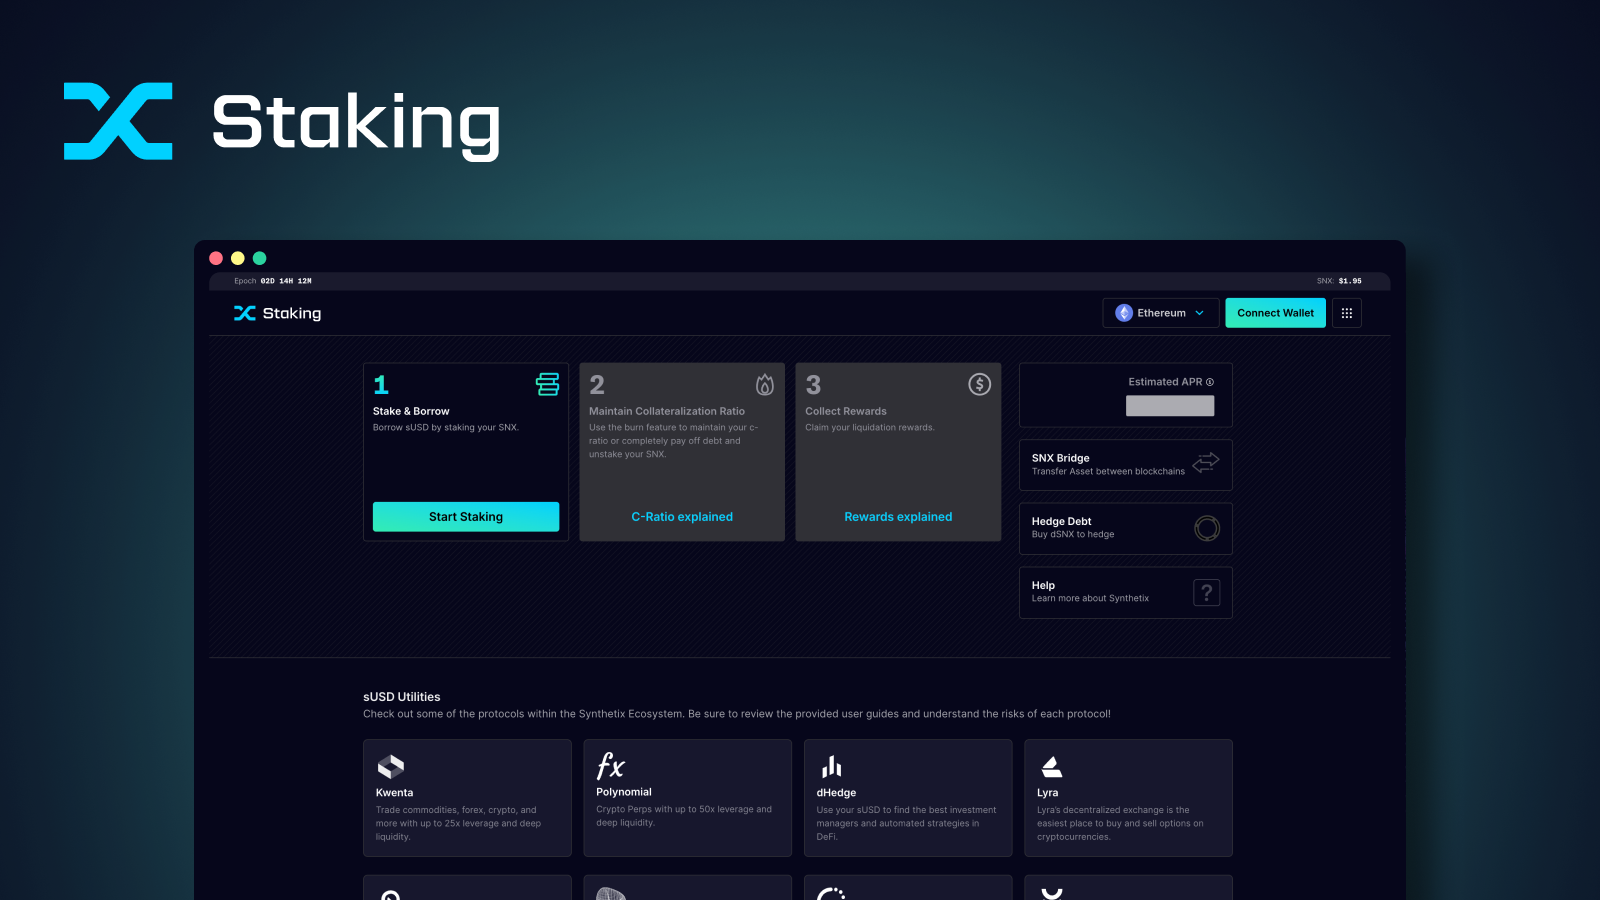 Staking
Epoch 02D 14H 12M
SNX: $1.95
Staking
Ethereum
Connect Wallet
1
Stake & Borrow
Borrow sUSD by staking your SNX.
Start Staking
2
Maintain Collateralization Ratio
Use the burn feature to maintain your c-
ratio or completely pay off debt and
unstake your SNX.
C-Ratio explained
3
Collect Rewards
Claim your liquidation rewards.
Rewards explained
Estimated APR
SNX Bridge
Transfer Asset between blockchains
Hedge Debt
Buy dSNX to hedge
Help
Learn more about Synthetix
?
sUSD Utilities
Check out some of the protocols within the Synthetix Ecosystem. Be sure to review the provided user guides and understand the risks of each protocol!
Kwenta
Trade commodities, forex, crypto, and
more with up to 25x leverage and deep
liquidity.
fx
Polynomial
Crypto Perps with up to 50x leverage and
deep liquidity.
dHedge
Use your sUSD to find the best investment
managers and automated strategies in
DeFi.
Lyra
Lyra's decentralized exchange is the
easiest place to buy and sell options on
cryptocurrencies.